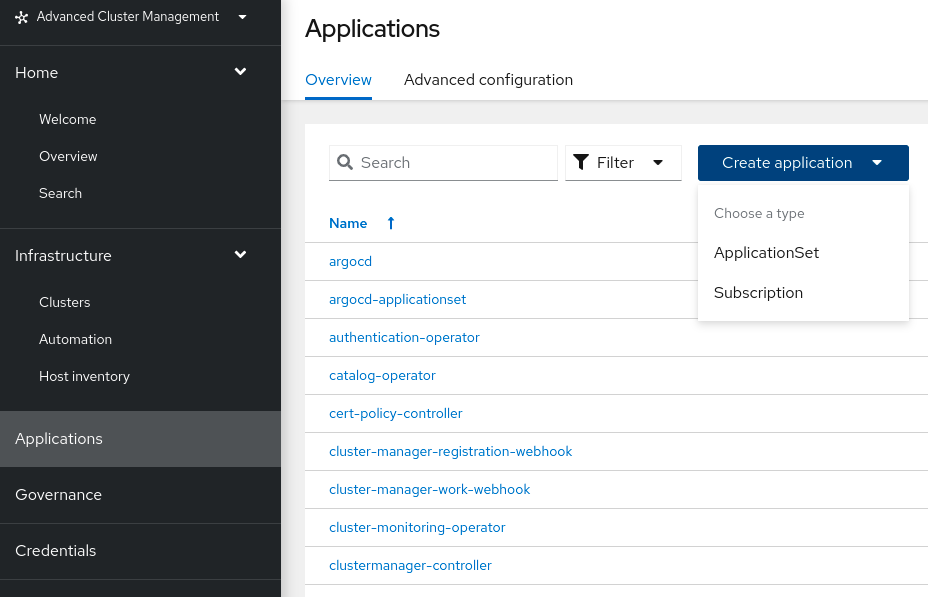 Advanced Cluster Management
Home
Welcome
Overview
Search
Infrastructure
Clusters
Automation
Host inventory
Applications
Governance
Credentials
Applications
Overview Advanced configuration
Search Filter Create application
Choose a type
ApplicationSet
Subscription
Name
argocd
argocd-applicationset
authentication-operator
catalog-operator
cert-policy-controller
cluster-manager-registration-webhook
cluster-manager-work-webhook
cluster-monitoring-operator
clustermanager-controller